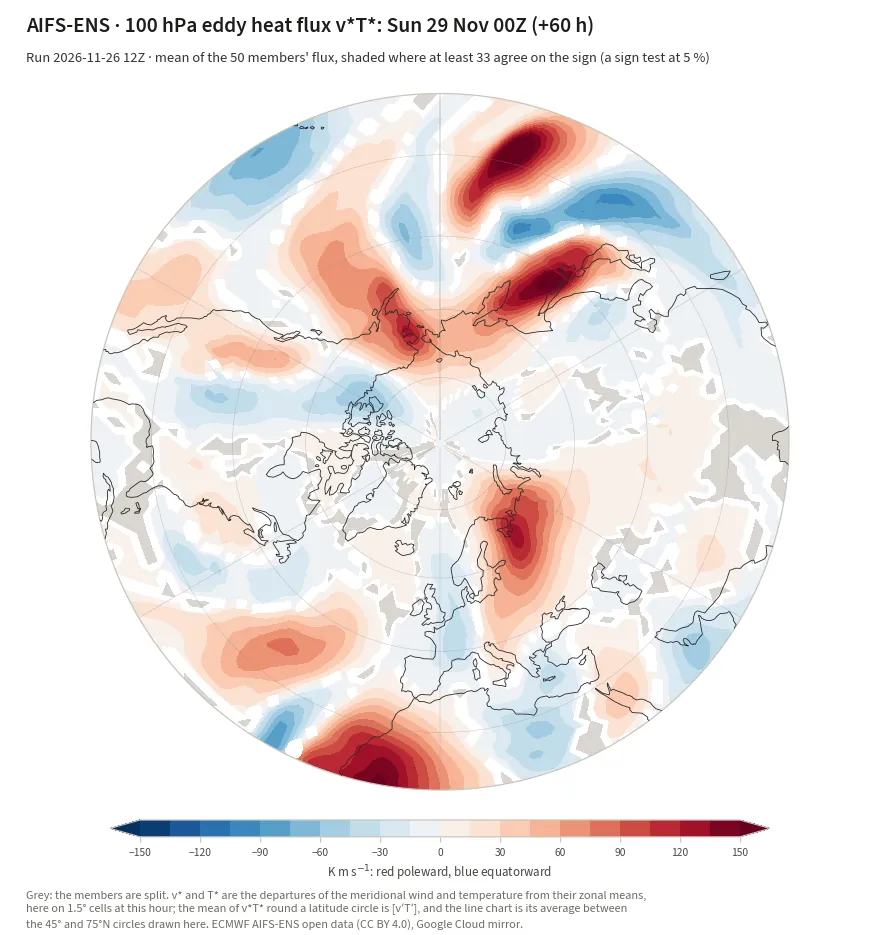 AIFS-ENS · 100 hPa eddy heat flux v*T*: Sun 29 Nov 00Z (+60 h)
Run 2026-11-26 12Z · mean of the 50 members' flux, shaded where at least 33 agree on the sign (a sign test at 5 %)
−150 −120 −90 −60 −30 0 30 60 90 120 150
K m s⁻¹: red poleward, blue equatorward
Grey: the members are split. v* and T* are the departures of the meridional wind and temperature from their zonal means,
here on 1.5° cells at this hour; the mean of v*T* round a latitude circle is [v′T′], and the line chart is its average between
the 45° and 75°N circles drawn here. ECMWF AIFS-ENS open data (CC BY 4.0), Google Cloud mirror.